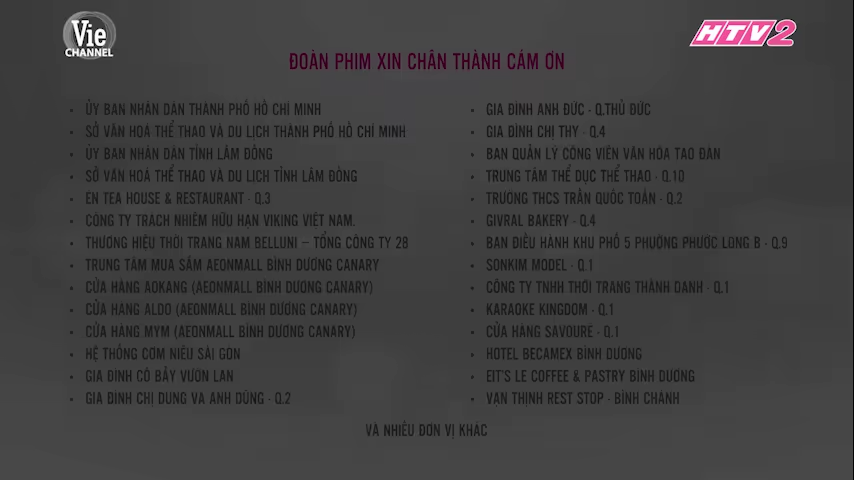 Vie
CHANNEL
HTV2
ĐOÀN PHIM XIN CHÂN THÀNH CÁM ƠN
• ỦY BAN NHÂN DÂN THÀNH PHỐ HỒ CHÍ MINH
• SỞ VĂN HOÁ THỂ THAO VÀ DU LỊCH THÀNH PHỐ HỒ CHÍ MINH
• ỦY BAN NHÂN DÂN TỈNH LÂM ĐỒNG
• SỞ VĂN HOÁ THỂ THAO VÀ DU LỊCH TỈNH LÂM ĐỒNG
• EN TEA HOUSE & RESTAURANT - Q.3
• CÔNG TY TRÁCH NHIỆM HỮU HẠN VIKING VIỆT NAM.
• THƯƠNG HIỆU THỜI TRANG NAM BELLUNI – TỔNG CÔNG TY 28
• TRUNG TÂM MUA SẮM AEONMALL BÌNH DƯƠNG CANARY
• CỬA HÀNG AOKANG (AEONMALL BÌNH DƯƠNG CANARY)
• CỬA HÀNG ALDO (AEONMALL BÌNH DƯƠNG CANARY)
• CỬA HÀNG MYM (AEONMALL BÌNH DƯƠNG CANARY)
• HỆ THỐNG CƠM NIÊU SÀI GÒN
• GIA ĐÌNH CÔ BẢY VƯỜN LAN
• GIA ĐÌNH CHỊ DUNG VÀ ANH DŨNG - Q.2
• GIA ĐÌNH ANH ĐỨC - Q.THỦ ĐỨC
• GIA ĐÌNH CHỊ THY - Q.4
• BAN QUẢN LÝ CÔNG VIÊN VĂN HÓA TAO ĐÀN
• TRUNG TÂM THỂ DỤC THỂ THAO - Q.10
• TRƯỜNG THCS TRẦN QUỐC TOẢN - Q.2
• GIVRAL BAKERY - Q.4
• BAN ĐIỀU HÀNH KHU PHỐ 5 PHƯỜNG PHƯỚC LONG B - Q.9
• SONKIM MODEL - Q.1
• CÔNG TY TNHH THỜI TRANG THÀNH DANH - Q.1
• KARAOKE KINGDOM - Q.1
• CỬA HÀNG SAVOURE - Q.1
• HOTEL BECAMEX BÌNH DƯƠNG
• EIT'S LE COFFEE & PASTRY BÌNH DƯƠNG
• VẠN THỊNH REST STOP - BÌNH CHÁNH
VÀ NHIỀU ĐƠN VỊ KHÁC